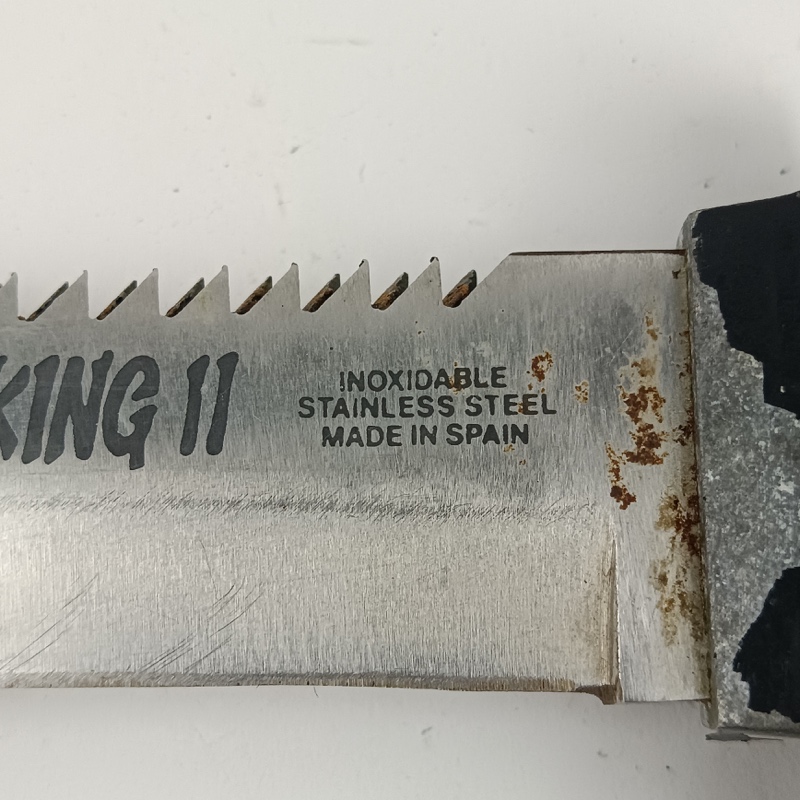 KING II
INOXIDABLE
STAINLESS STEEL
MADE IN SPAIN